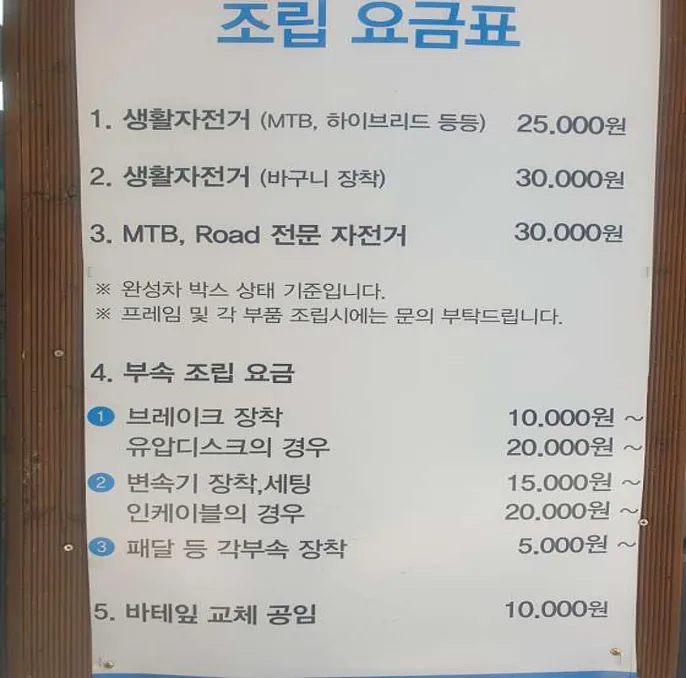 조립 요금표
1. 생활자전거 (MTB, 하이브리드 등등) 25.000원
2. 생활자전거 (바구니 장착) 30.000원
3. MTB, Road 전문 자전거 30.000원
※ 완성차 박스 상태 기준입니다.
※ 프레임 및 각 부품 조립시에는 문의 부탁드립니다.
4. 부속 조립 요금
1 브레이크 장착 10.000원 ~
유압디스크의 경우 20.000원 ~
2 변속기 장착,세팅 15.000원 ~
인케이블의 경우 20.000원 ~
3 패달 등 각부속 장착 5.000원 ~
5. 바테잎 교체 공임 10.000원